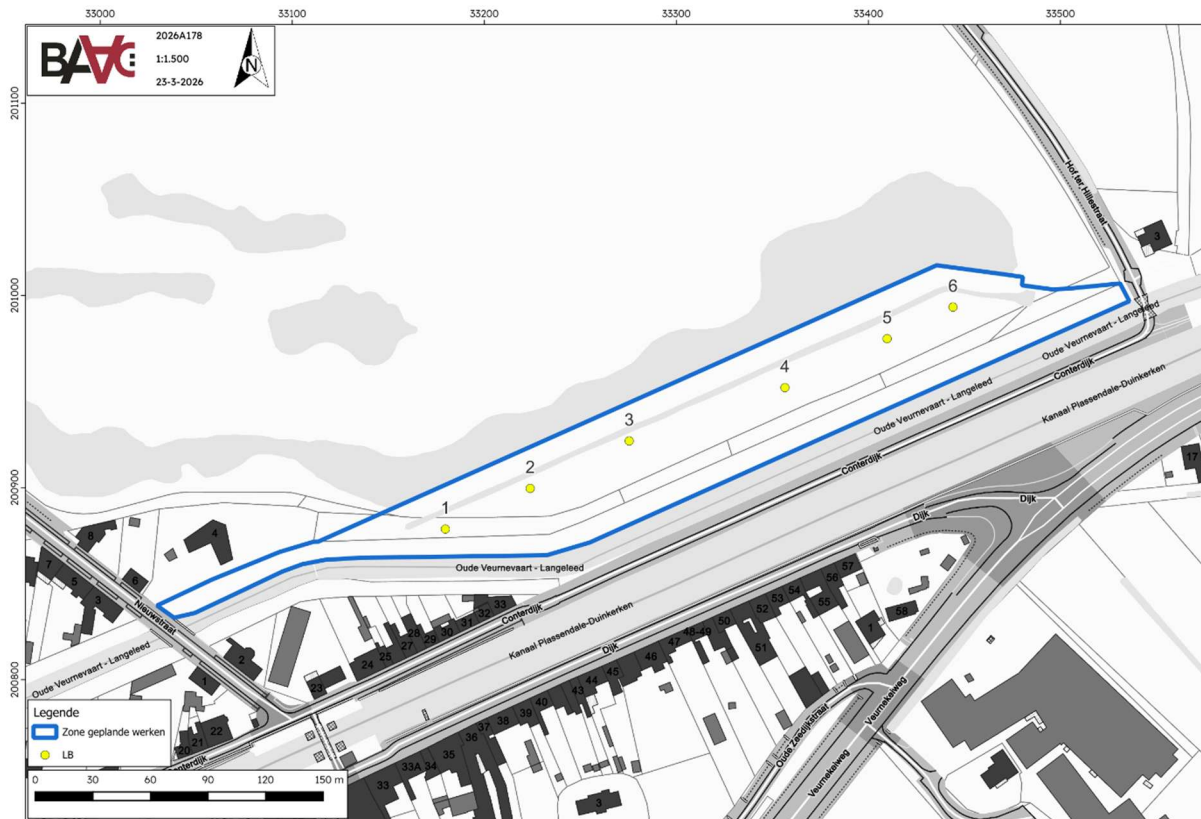 33000 33100 33200 33300 33400 33500
201100
201000
200900
200800
BAAC
2026A178
1:1.500
23-3-2026
N
Hof ter Hillestraat
3
6
5
4
3
2
1
Oude Veurnevaart - Langeleed
Oude Veurnevaart - Langeleed
Conterdijk
Kanaal Plassendale-Duinkerken
Conterdijk
17
Dijk
Dijk
8
4
7
5
6
3
Nieuwstraat
Oude Veurnevaart - Langeleed
Conterdijk
Kanaal Plassendale-Duinkerken
Dijk
57
56
55
54
53
52
51
50
48-49
47
46
45
44
43
40
39
38
37
36
35
34
33A
33
33
32
31
30
29
28
27
25
24
23
58
1
2
1
22
21
20
Oude Veurnevaart - Langeleed
Conterdijk
Oude Zeedijkstraat
Veurnekeiweg
Veurnekeiweg
3
Legende
Zone geplande werken
LB
0 30 60 90 120 150 m